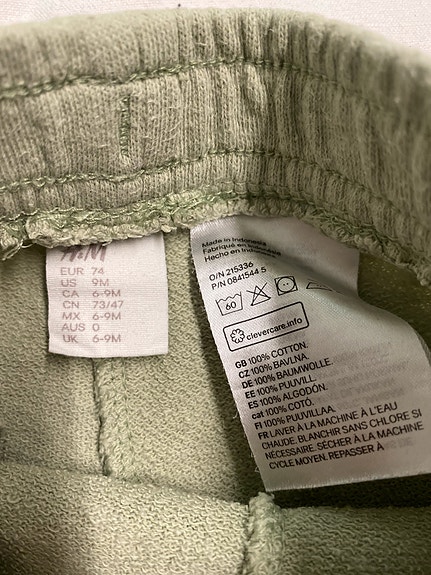 H&M
EUR 74
US 9M
CA 6-9M
CN 73/47
MX 6-9M
AUS 0
UK 6-9M
Made in Indonesia
Fabriqué en Indonésie
Hecho en Indonesia
O/N 215336
P/N 0841544 5
60
clevercare.info
GB 100% COTTON.
CZ 100% BAVLNA.
DE 100% BAUMWOLLE.
EE 100% PUUVILL.
ES 100% ALGODÓN.
cat 100% COTÓ.
FI 100% PUUVILLAA.
FR LAVER À LA MACHINE À L'EAU
CHAUDE. BLANCHIR SANS CHLORE SI
NÉCESSAIRE. SÉCHER À LA MACHINE
CYCLE MOYEN. REPASSER À